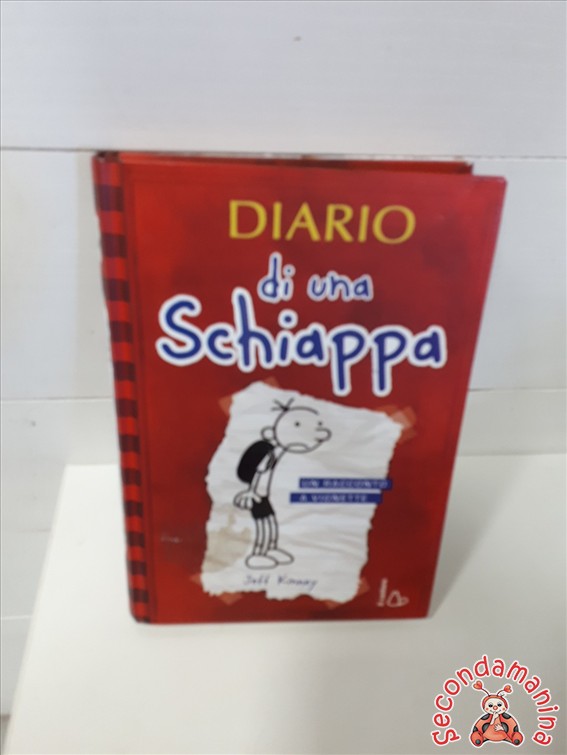 DIARIO
di una
Schiappa
UN RACCONTO
A VIGNETTE
Jeff Kinney
Secondamanina